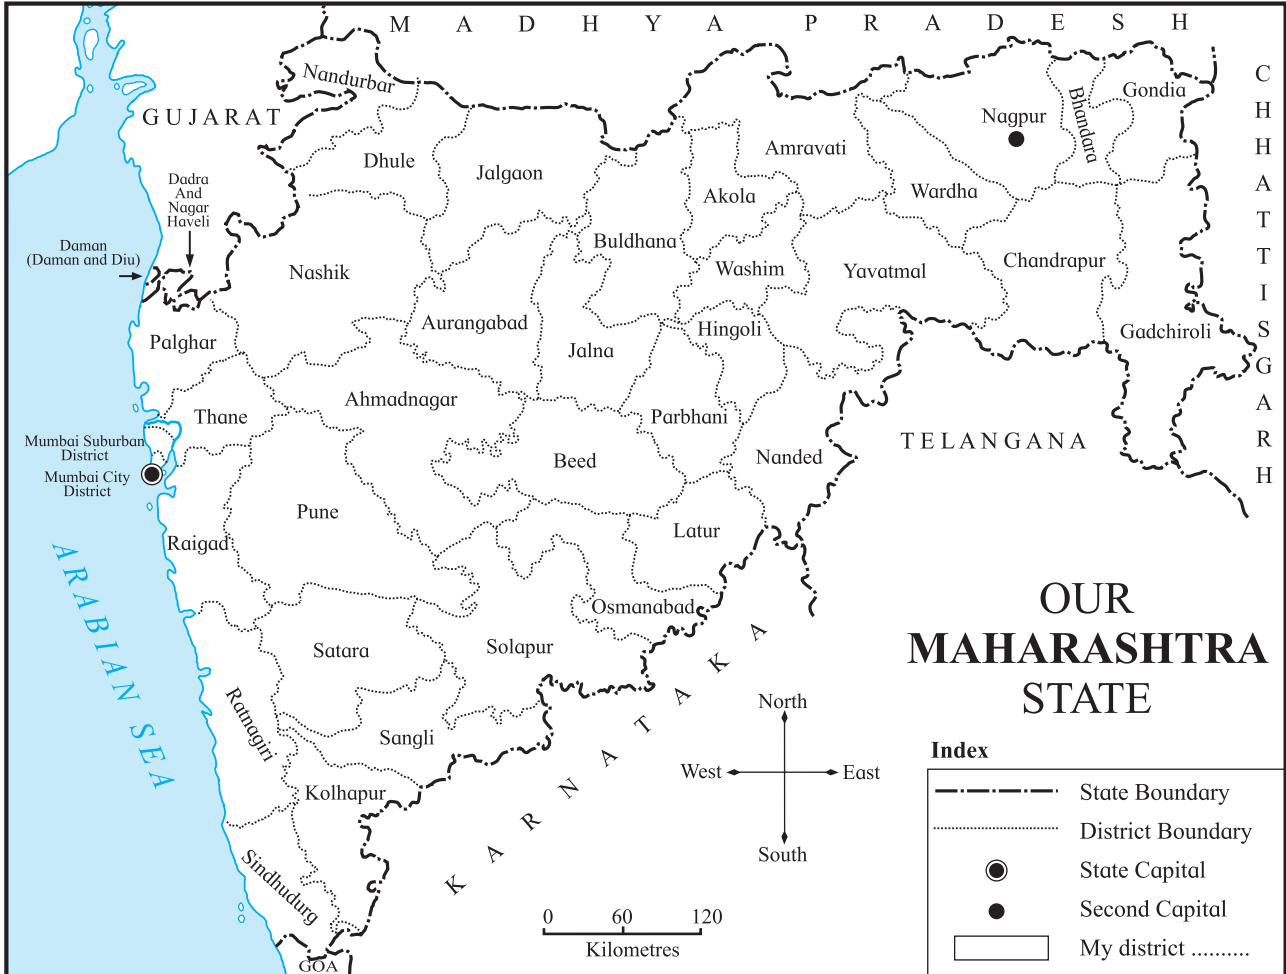 MADHYA PRADESH
Nandurbar
GUJARAT
CHHATTISGARH
Gondia
Bhandara
Nagpur
Dhule
Jalgaon
Amravati
Akola
Wardha
Dadra
And
Nagar
Haveli
Daman
(Daman and Diu)
Nashik
Buldhana
Washim
Yavatmal
Chandrapur
Palghar
Aurangabad
Jalna
Hingoli
Gadchiroli
Thane
Ahmadnagar
Parbhani
TELANGANA
Mumbai Suburban
District
Mumbai City
District
Beed
Nanded
Pune
Latur
Raigad
ARABIAN SEA
Osmanabad
Satara
Solapur
KARNATAKA
Ratnagiri
Sangli
Kolhapur
Sindhudurg
GOA
OUR
MAHARASHTRA
STATE
North
West
East
South
0 60 120
Kilometres
Index
State Boundary
District Boundary
State Capital
Second Capital
My district ..........